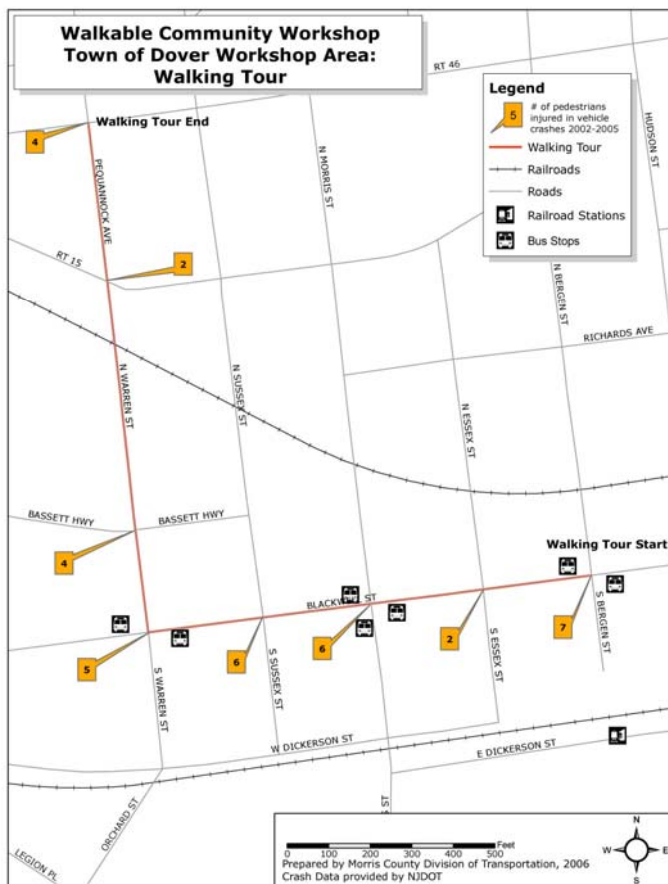 Walkable Community Workshop
Town of Dover Workshop Area:
Walking Tour
RT 46
HUDSON ST
Legend
5
# of pedestrians
injured in vehicle
crashes 2002-2005
Walking Tour
Railroads
Roads
Railroad Stations
Bus Stops
4
Walking Tour End
N MORRIS ST
PEQUANNOCK AVE
RT 15
2
N BERGEN ST
RICHARDS AVE
N WARREN ST
N SUSSEX ST
N ESSEX ST
BASSETT HWY
BASSETT HWY
4
Walking Tour Start
ST
5
6
6
2
7
S WARREN ST
S SUSSEX ST
S ESSEX ST
S BERGEN ST
W DICKERSON ST
E DICKERSON ST
ORCHARD ST
LEGION PL
ST
N
W
E
S
Feet
0 100 200 300 400 500
Prepared by Morris County Division of Transportation, 2006
Crash Data provided by NJDOT